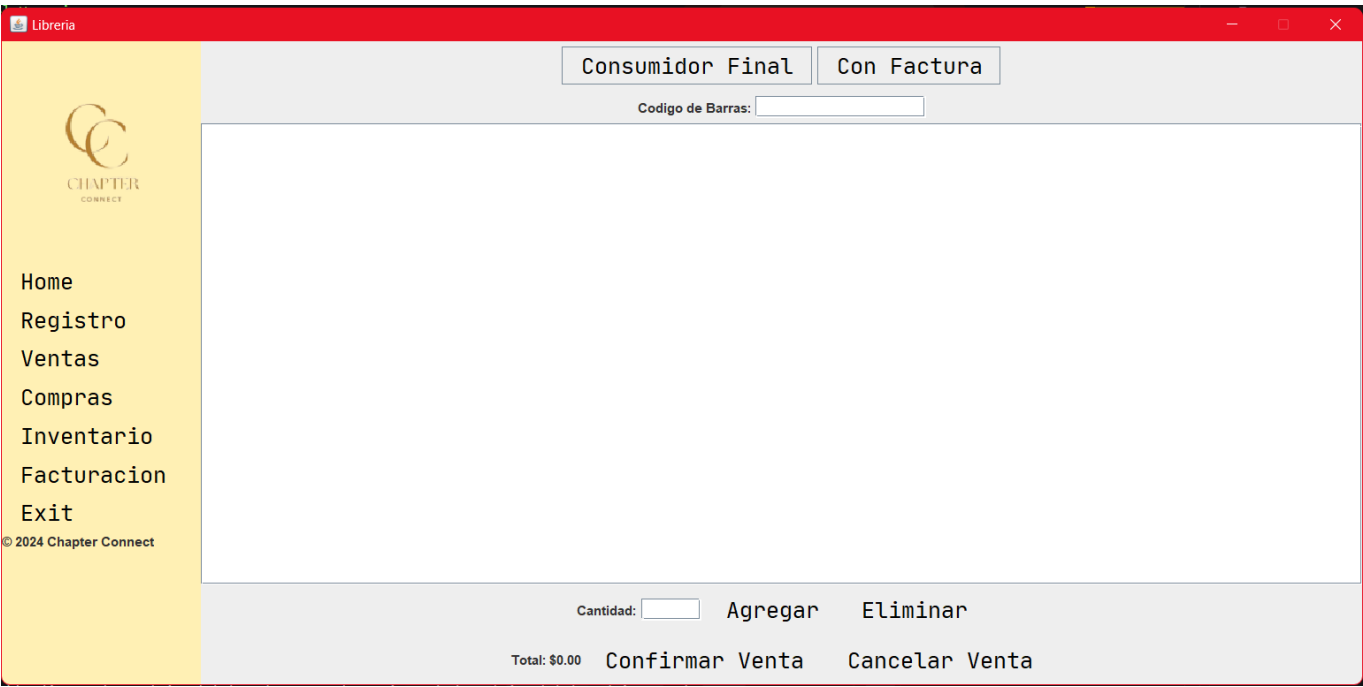 Libreria
CHAPTER
CONNECT
Home
Registro
Ventas
Compras
Inventario
Facturacion
Exit
© 2024 Chapter Connect
Consumidor Final Con Factura
Codigo de Barras:
Cantidad: Agregar Eliminar
Total: $0.00 Confirmar Venta Cancelar Venta